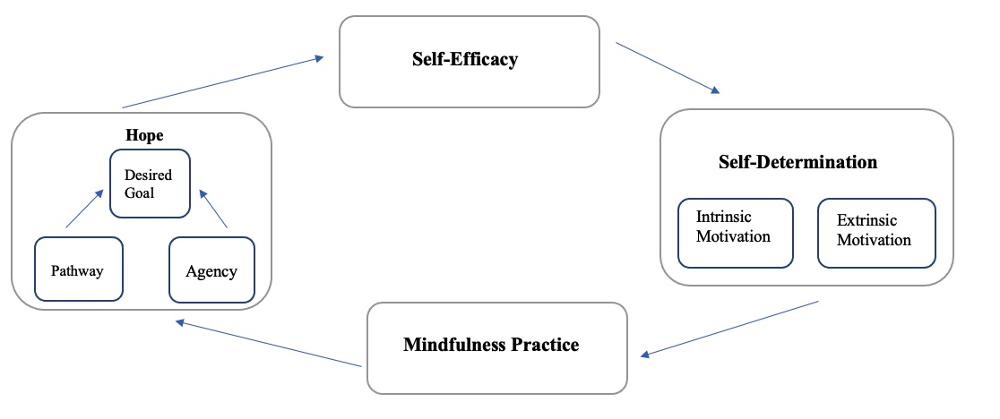 Self-Efficacy
Hope
Desired
Goal
Pathway
Agency
Self-Determination
Intrinsic
Motivation
Extrinsic
Motivation
Mindfulness Practice